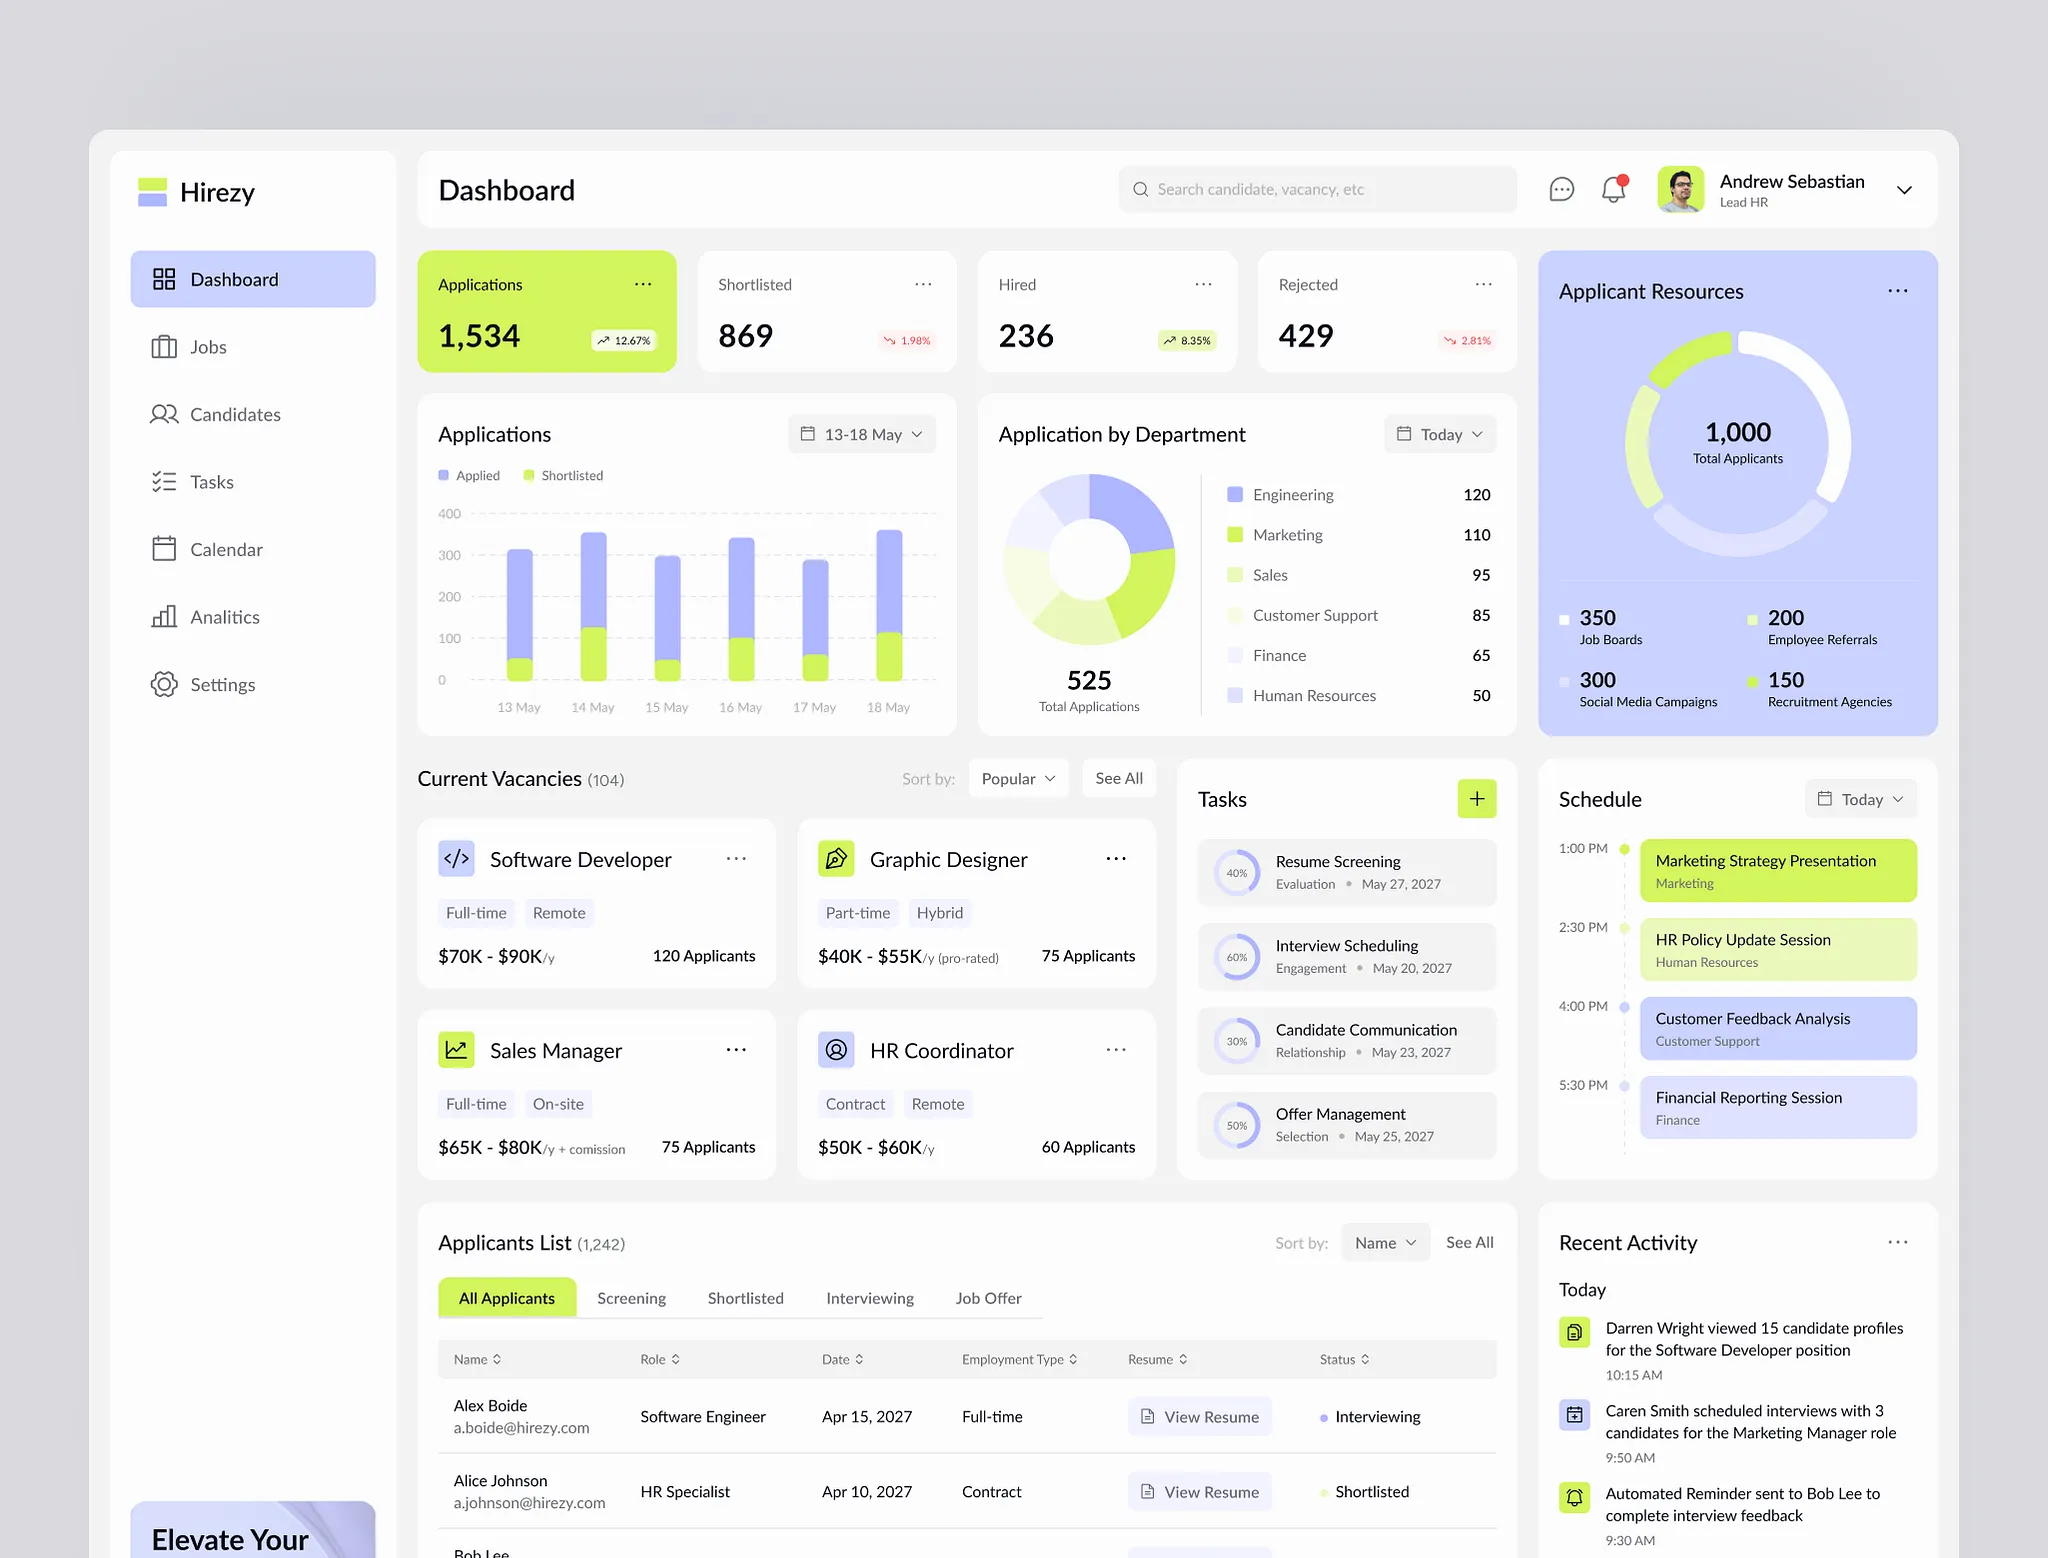 Hirezy
Dashboard
Jobs
Candidates
Tasks
Calendar
Analitics
Settings
Elevate Your
Dashboard
Search candidate, vacancy, etc
Andrew Sebastian
Lead HR
Applications
1,534
12.67%
Shortlisted
869
1.98%
Hired
236
8.35%
Rejected
429
2.81%
Applications
13-18 May
Applied
Shortlisted
400
300
200
100
0
13 May
14 May
15 May
16 May
17 May
18 May
Application by Department
Today
525
Total Applications
Engineering 120
Marketing 110
Sales 95
Customer Support 85
Finance 65
Human Resources 50
Applicant Resources
1,000
Total Applicants
350
Job Boards
200
Employee Referrals
300
Social Media Campaigns
150
Recruitment Agencies
Current Vacancies (104)
Sort by:
Popular
See All
Software Developer
Full-time
Remote
$70K - $90K/y
120 Applicants
Graphic Designer
Part-time
Hybrid
$40K - $55K/y (pro-rated)
75 Applicants
Sales Manager
Full-time
On-site
$65K - $80K/y + comission
75 Applicants
HR Coordinator
Contract
Remote
$50K - $60K/y
60 Applicants
Tasks
40%
Resume Screening
Evaluation • May 27, 2027
60%
Interview Scheduling
Engagement • May 20, 2027
30%
Candidate Communication
Relationship • May 23, 2027
50%
Offer Management
Selection • May 25, 2027
Schedule
Today
1:00 PM
Marketing Strategy Presentation
Marketing
2:30 PM
HR Policy Update Session
Human Resources
4:00 PM
Customer Feedback Analysis
Customer Support
5:30 PM
Financial Reporting Session
Finance
Applicants List (1,242)
Sort by:
Name
See All
All Applicants
Screening
Shortlisted
Interviewing
Job Offer
Name
Role
Date
Employment Type
Resume
Status
Alex Boide
a.boide@hirezy.com
Software Engineer
Apr 15, 2027
Full-time
View Resume
Interviewing
Alice Johnson
a.johnson@hirezy.com
HR Specialist
Apr 10, 2027
Contract
View Resume
Shortlisted
Bob Lee
Recent Activity
Today
Darren Wright viewed 15 candidate profiles
for the Software Developer position
10:15 AM
Caren Smith scheduled interviews with 3
candidates for the Marketing Manager role
9:50 AM
Automated Reminder sent to Bob Lee to
complete interview feedback
9:30 AM